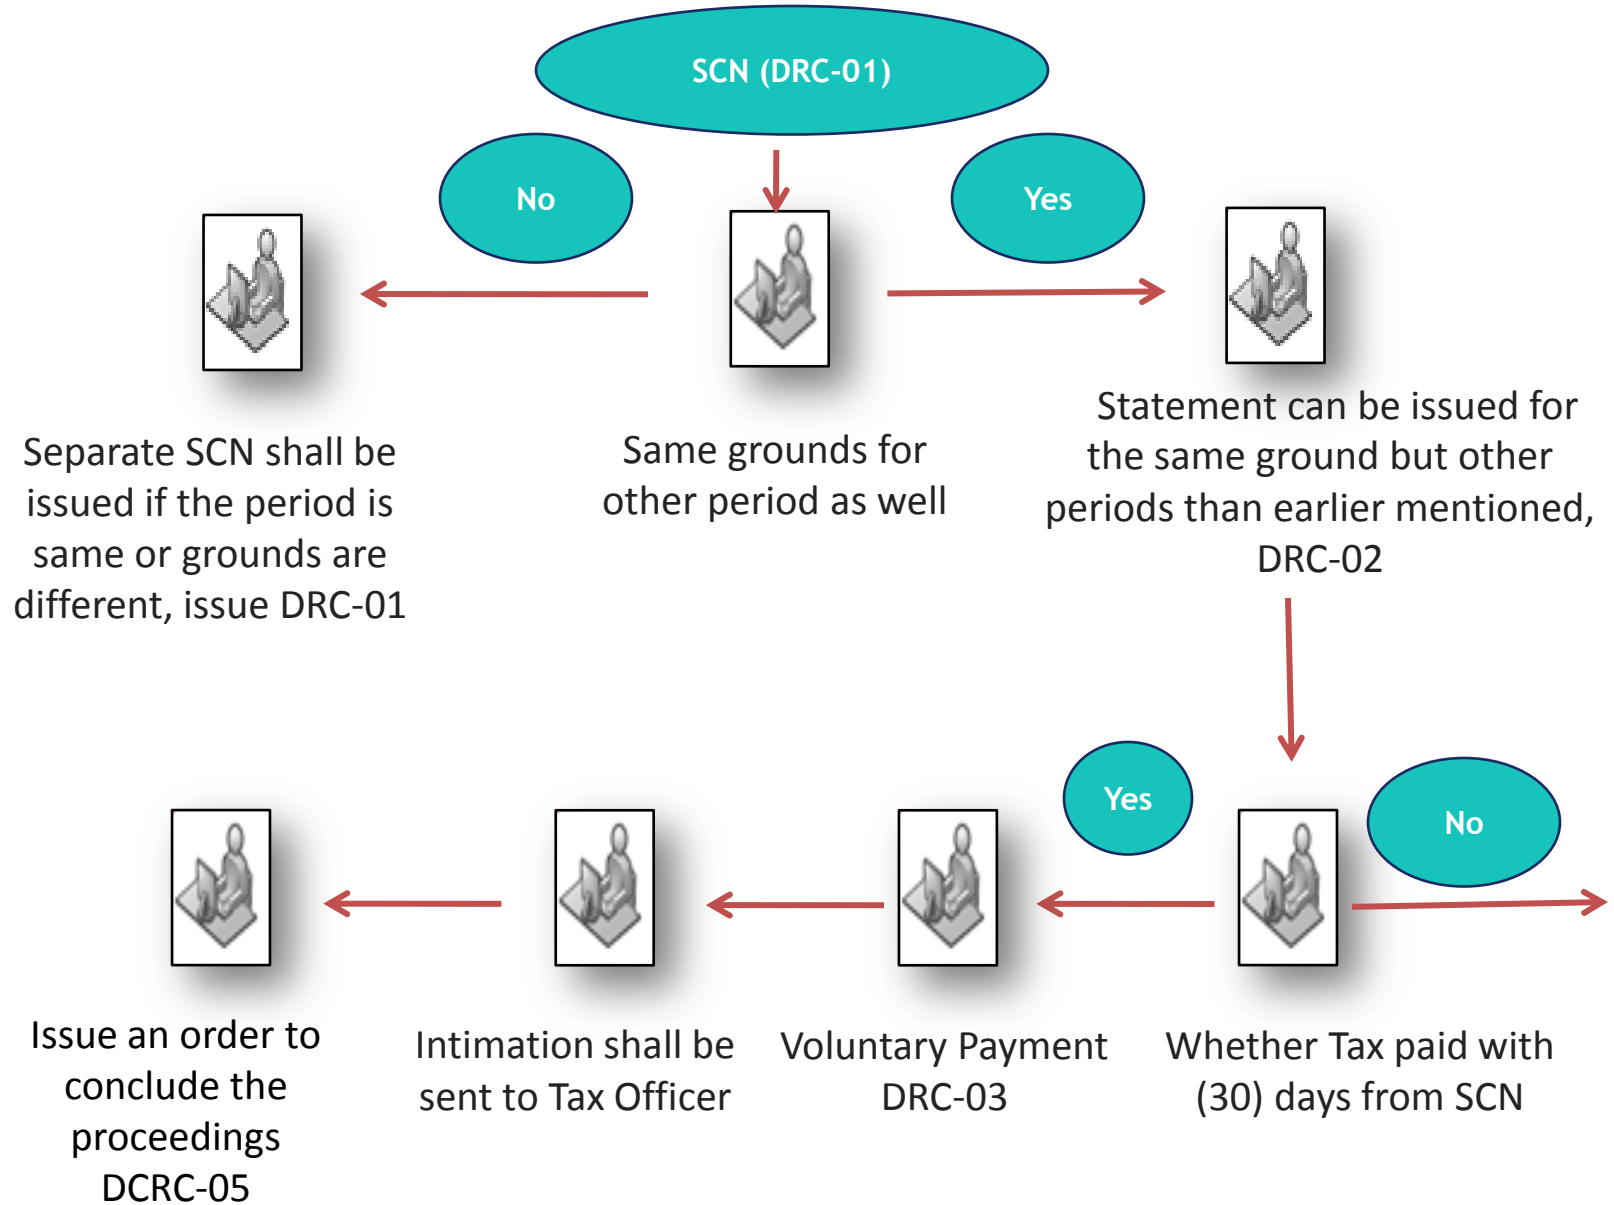 SCN (DRC-01)
No
Yes
Separate SCN shall be
issued if the period is
same or grounds are
different, issue DRC-01
Same grounds for
other period as well
Statement can be issued for
the same ground but other
periods than earlier mentioned,
DRC-02
Yes
No
Issue an order to
conclude the
proceedings
DCRC-05
Intimation shall be
sent to Tax Officer
Voluntary Payment
DRC-03
Whether Tax paid with
(30) days from SCN